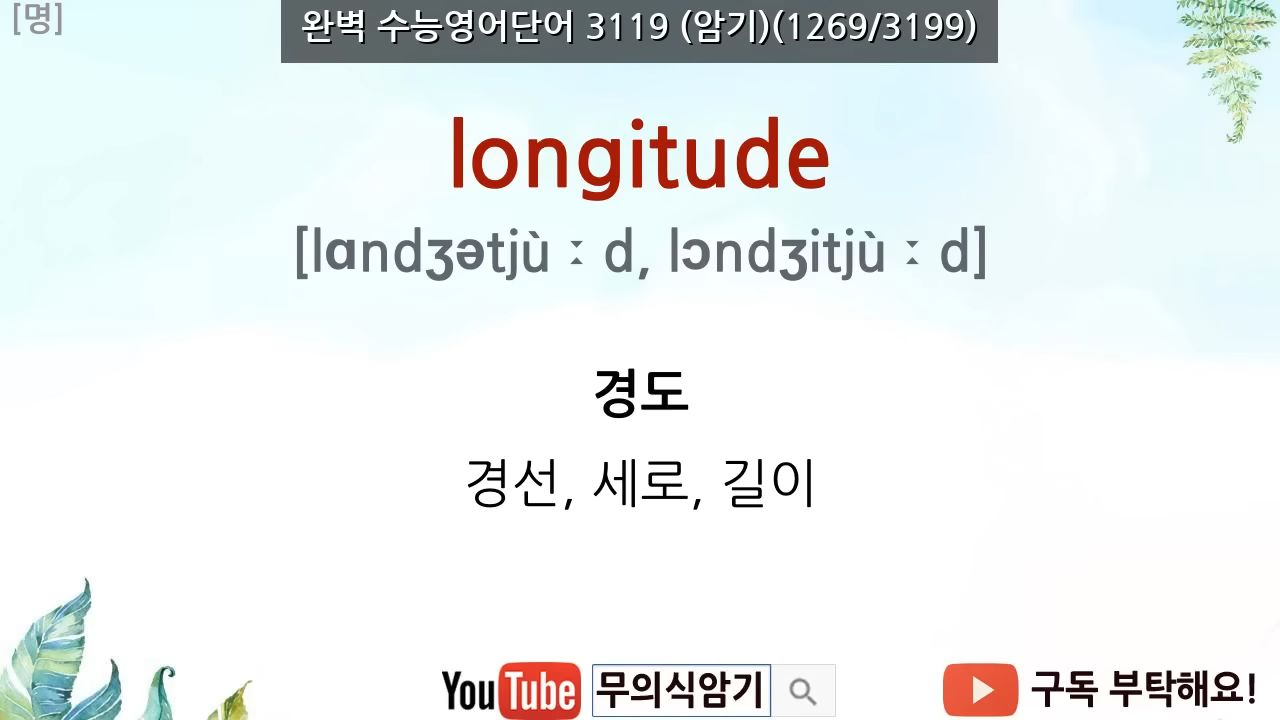 [명]
완벽 수능영어단어 3119 (암기)(1269/3199)
longitude
[lɑndʒətjùːd, lɔndʒitjùːd]
경도
경선, 세로, 길이
YouTube 무의식암기
구독 부탁해요!